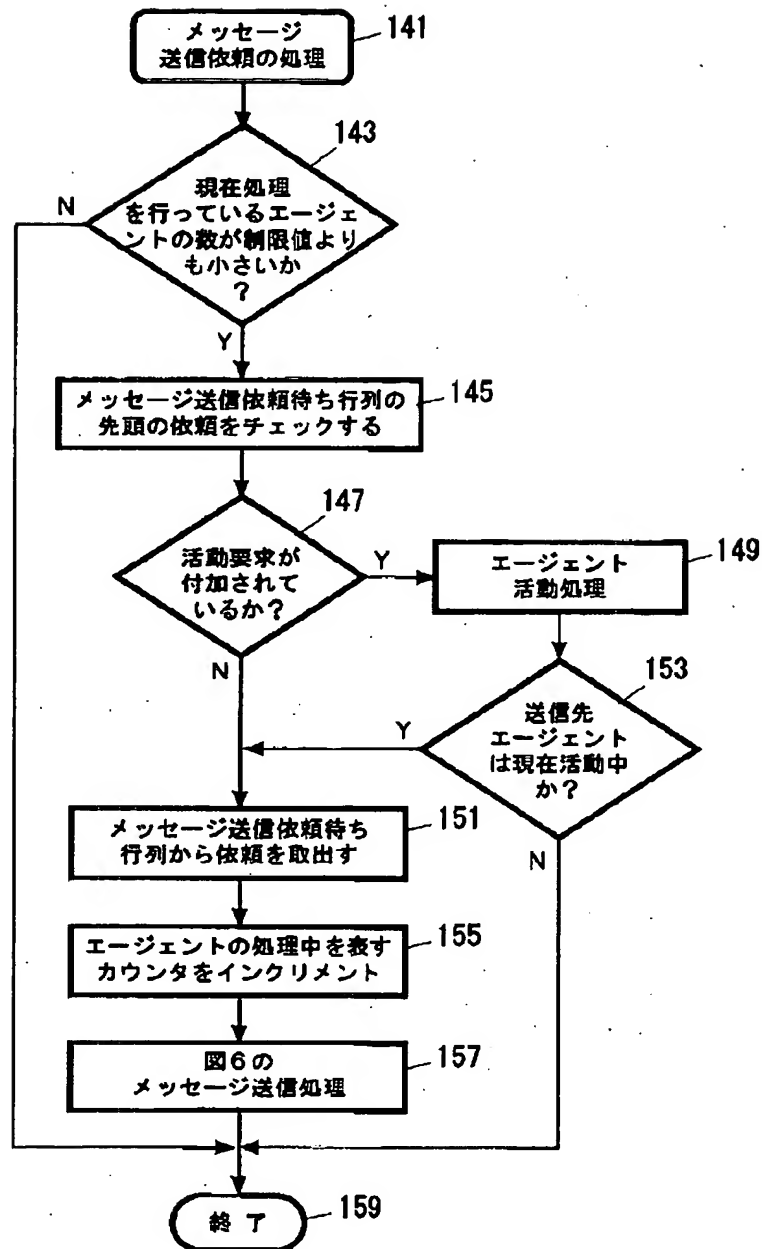 メッセージ
送信依頼の処理
141
143
現在処理
を行っているエージェ
ントの数が制限値より
も小さいか
?
N
Y
メッセージ送信依頼待ち行列の
先頭の依頼をチェックする
145
147
活動要求が
付加されて
いるか?
Y
N
エージェント
活動処理
149
153
送信先
エージェント
は現在活動中
か?
Y
N
メッセージ送信依頼待ち
行列から依頼を取出す
151
エージェントの処理中を表す
カウンタをインクリメント
155
図6の
メッセージ送信処理
157
終了
159